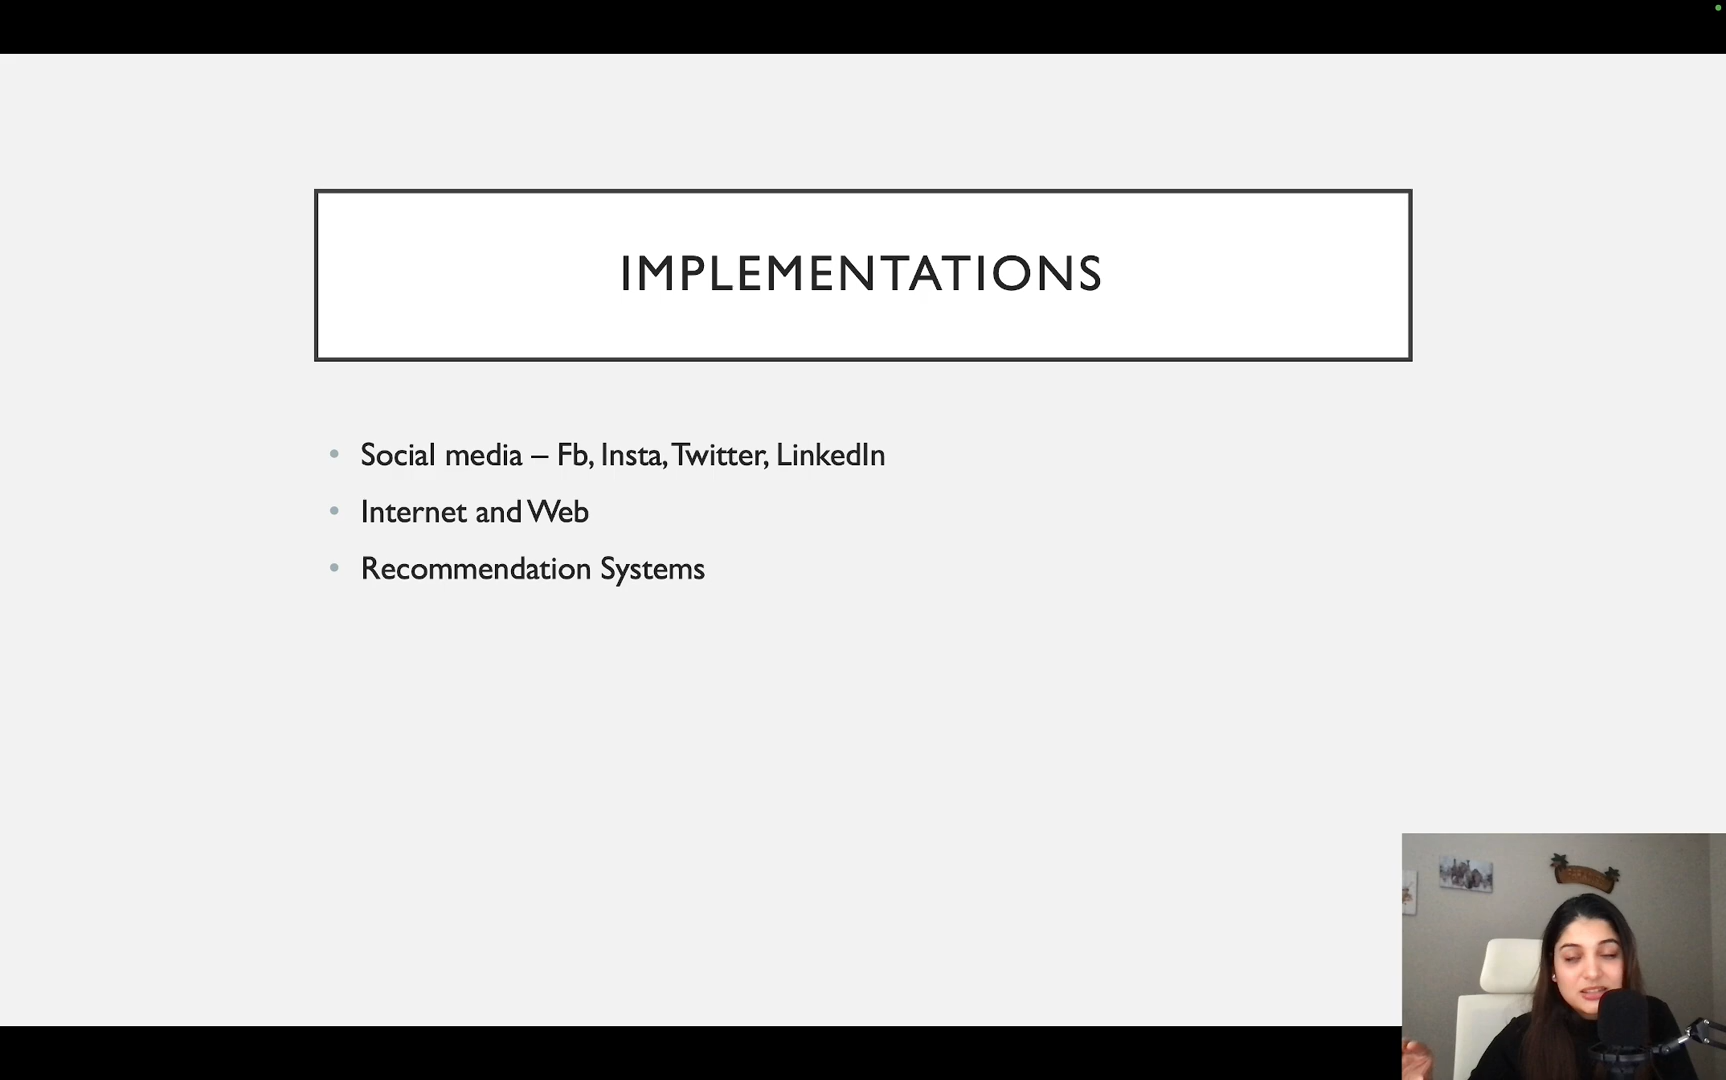 IMPLEMENTATIONS
Social media – Fb, Insta, Twitter, LinkedIn
Internet and Web
Recommendation Systems